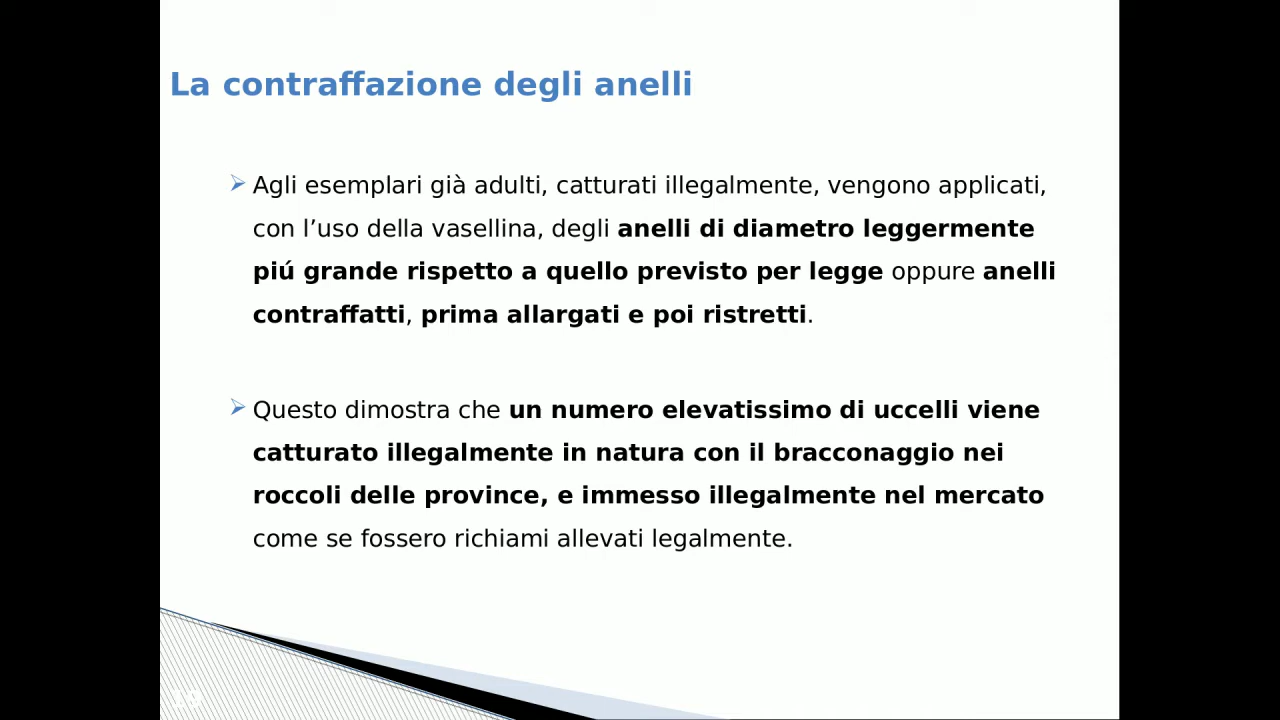 La contraffazione degli anelli
Agli esemplari già adulti, catturati illegalmente, vengono applicati,
con l’uso della vasellina, degli anelli di diametro leggermente
piú grande rispetto a quello previsto per legge oppure anelli
contraffatti, prima allargati e poi ristretti.
Questo dimostra che un numero elevatissimo di uccelli viene
catturato illegalmente in natura con il bracconaggio nei
roccoli delle province, e immesso illegalmente nel mercato
come se fossero richiami allevati legalmente.